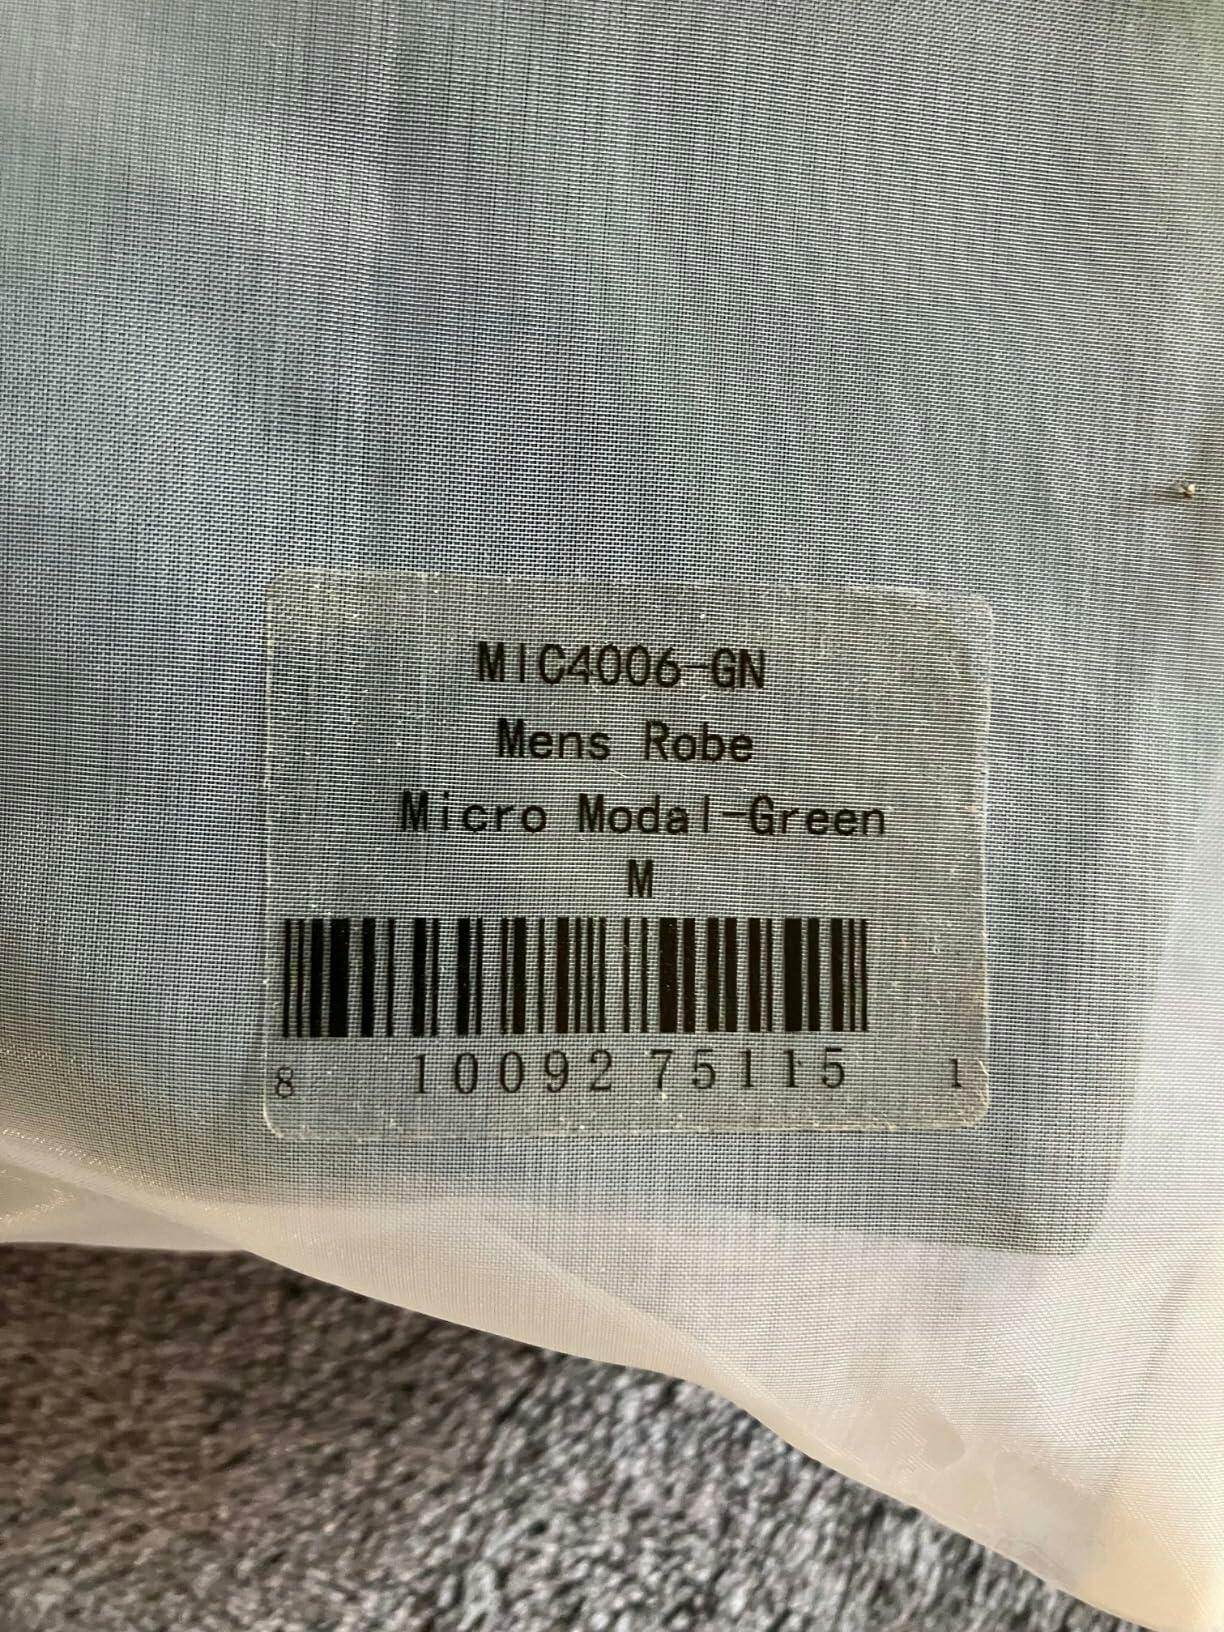 MIC4006-GN
Mens Robe
Micro Modal-Green
M
8 10092 75115 1